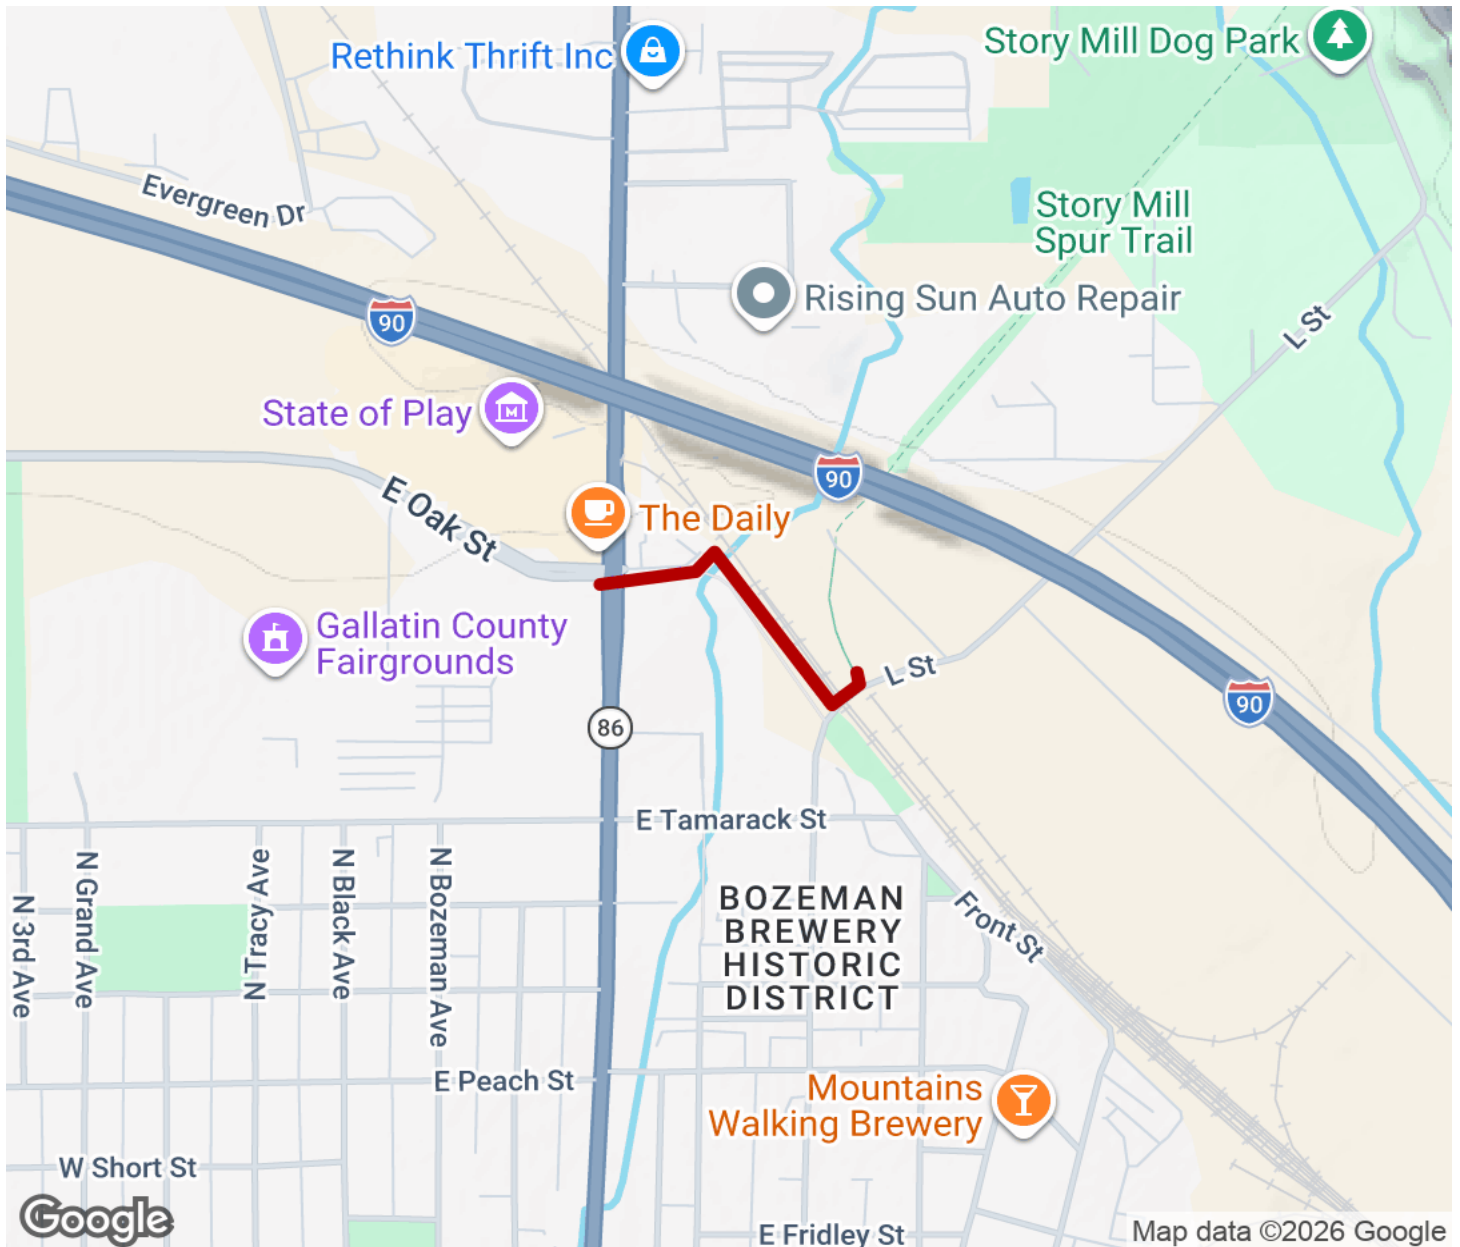 Rethink Thrift Inc
Story Mill Dog Park
Evergreen Dr
Story Mill
Spur Trail
90
Rising Sun Auto Repair
L St
State of Play
90
E Oak St
The Daily
Gallatin County
Fairgrounds
L St
90
86
E Tamarack St
N 3rd Ave
N Grand Ave
N Tracy Ave
N Black Ave
N Bozeman Ave
BOZEMAN
BREWERY
HISTORIC
DISTRICT
Front St
E Peach St
Mountains
Walking Brewery
W Short St
Google
E Fridley St
Map data ©2026 Google